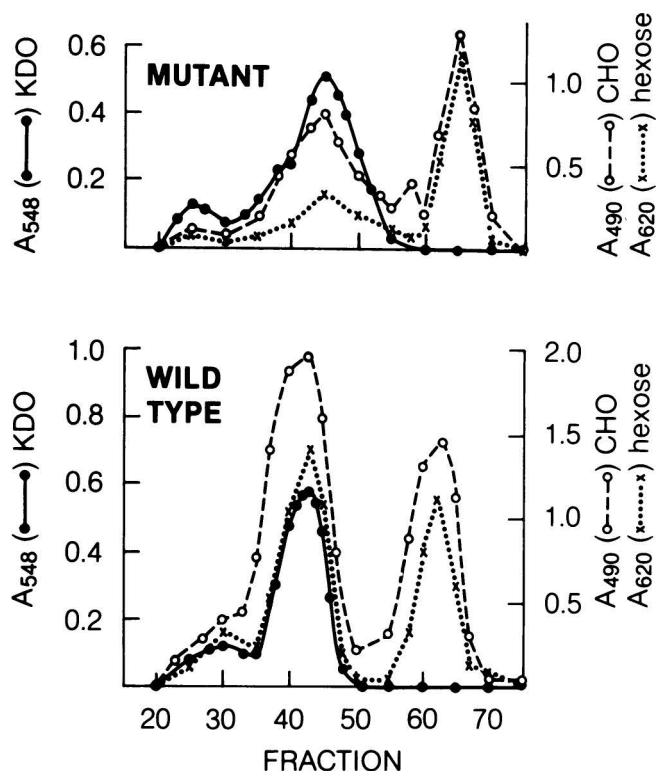 MUTANT
0.6
0.4
0.2
A548 (●—●) KDO
1.0
0.5
A490 (o--o) CHO
A620 (x·····x) hexose
WILD
TYPE
1.0
0.8
0.6
0.4
0.2
A548 (●—●) KDO
2.0
1.5
1.0
0.5
A490 (o--o) CHO
A620 (x·····x) hexose
20 30 40 50 60 70
FRACTION